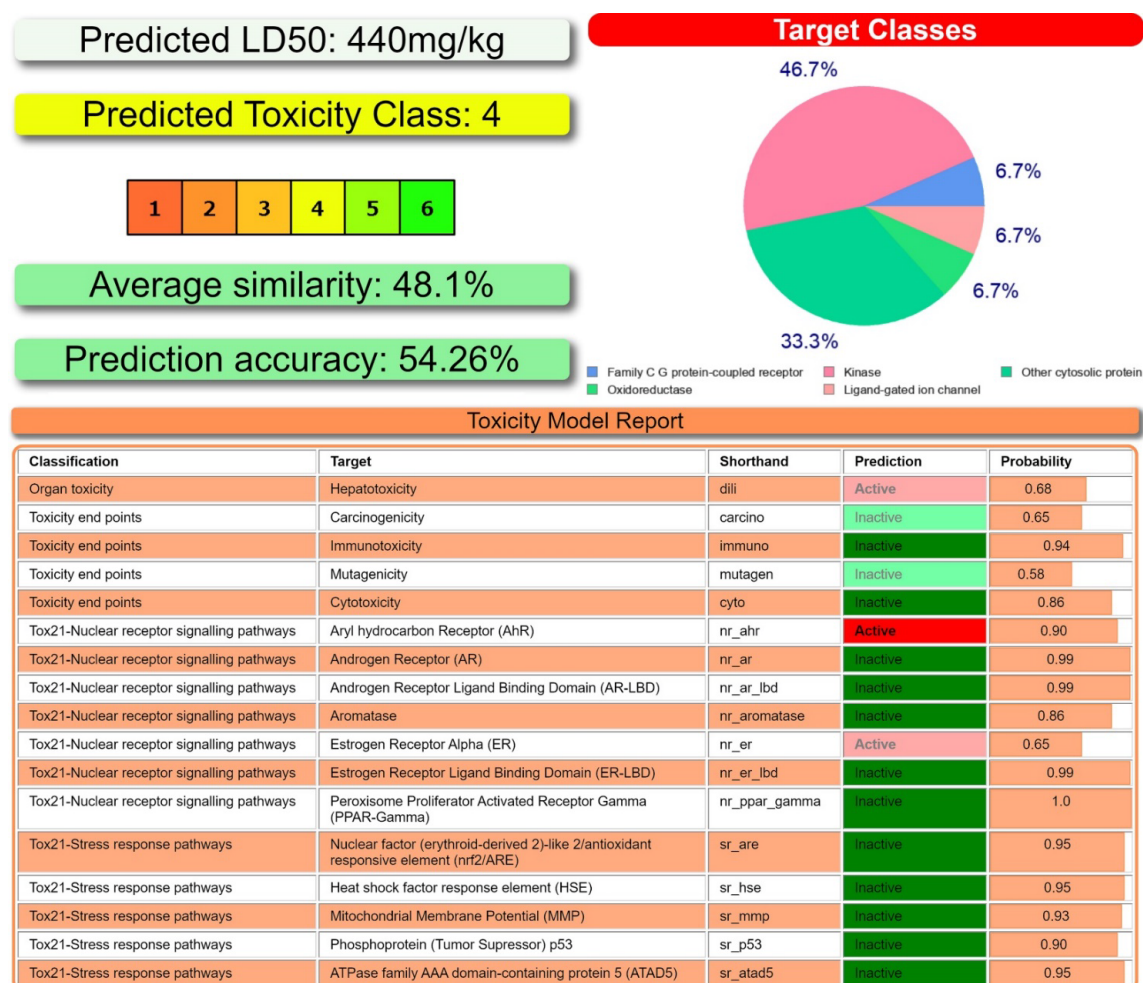 Predicted LD50: 440mg/kg
Predicted Toxicity Class: 4
1 2 3 4 5 6
Average similarity: 48.1%
Prediction accuracy: 54.26%
Target Classes
46.7%
6.7%
6.7%
6.7%
33.3%
Family C G protein-coupled receptor Kinase Other cytosolic protein
Oxidoreductase Ligand-gated ion channel
Toxicity Model Report
Classification Target Shorthand Prediction Probability
Organ toxicity Hepatotoxicity dili Active 0.68
Toxicity end points Carcinogenicity carcino Inactive 0.65
Toxicity end points Immunotoxicity immuno Inactive 0.94
Toxicity end points Mutagenicity mutagen Inactive 0.58
Toxicity end points Cytotoxicity cyto Inactive 0.86
Tox21-Nuclear receptor signalling pathways Aryl hydrocarbon Receptor (AhR) nr_ahr Active 0.90
Tox21-Nuclear receptor signalling pathways Androgen Receptor (AR) nr_ar Inactive 0.99
Tox21-Nuclear receptor signalling pathways Androgen Receptor Ligand Binding Domain (AR-LBD) nr_ar_lbd Inactive 0.99
Tox21-Nuclear receptor signalling pathways Aromatase nr_aromatase Inactive 0.86
Tox21-Nuclear receptor signalling pathways Estrogen Receptor Alpha (ER) nr_er Active 0.65
Tox21-Nuclear receptor signalling pathways Estrogen Receptor Ligand Binding Domain (ER-LBD) nr_er_lbd Inactive 0.99
Tox21-Nuclear receptor signalling pathways Peroxisome Proliferator Activated Receptor Gamma nr_ppar_gamma Inactive 1.0
(PPAR-Gamma)
Tox21-Stress response pathways Nuclear factor (erythroid-derived 2)-like 2/antioxidant sr_are Inactive 0.95
responsive element (nrf2/ARE)
Tox21-Stress response pathways Heat shock factor response element (HSE) sr_hse Inactive 0.95
Tox21-Stress response pathways Mitochondrial Membrane Potential (MMP) sr_mmp Inactive 0.93
Tox21-Stress response pathways Phosphoprotein (Tumor Supressor) p53 sr_p53 Inactive 0.90
Tox21-Stress response pathways ATPase family AAA domain-containing protein 5 (ATAD5) sr_atad5 Inactive 0.95